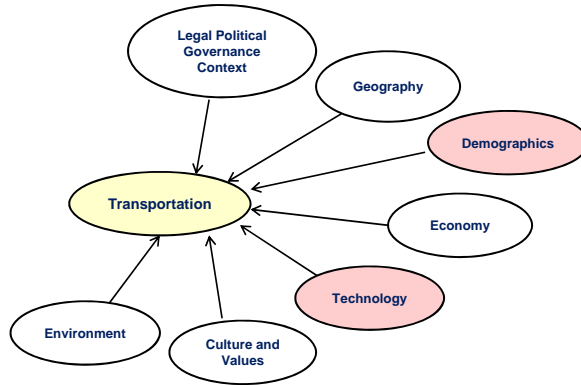 Legal Political
Governance
Context
Geography
Demographics
Transportation
Economy
Technology
Environment
Culture and
Values